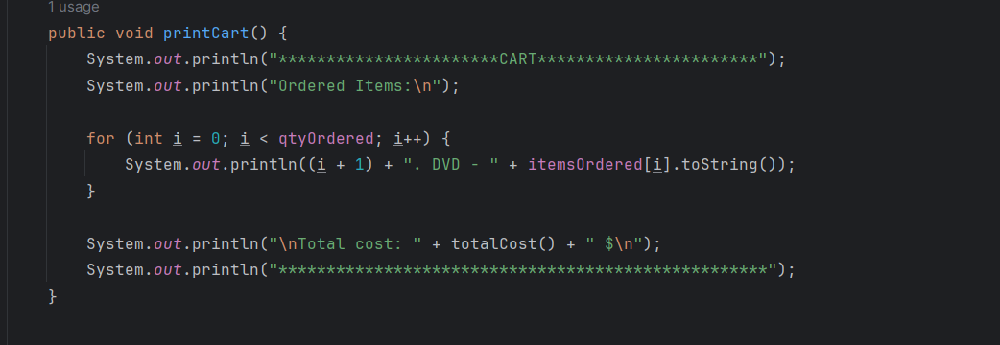 1 usage
public void printCart() {
    System.out.println("***********************CART***********************");
    System.out.println("Ordered Items:\n");
    for (int i = 0; i < qtyOrdered; i++) {
        System.out.println((i + 1) + ". DVD - " + itemsOrdered[i].toString());
    }
    System.out.println("\nTotal cost: " + totalCost() + " $\n");
    System.out.println("***************************************************");
}